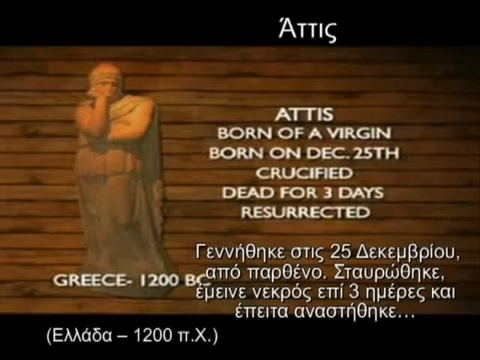 Άττις
ATTIS
BORN OF A VIRGIN
BORN ON DEC. 25TH
CRUCIFIED
DEAD FOR 3 DAYS
RESURRECTED
GREECE- 1200 BC
Γεννήθηκε στις 25 Δεκεμβρίου,
από παρθένο. Σταυρώθηκε,
έμεινε νεκρός επί 3 ημέρες και
έπειτα αναστήθηκε…
(Ελλάδα – 1200 π.Χ.)